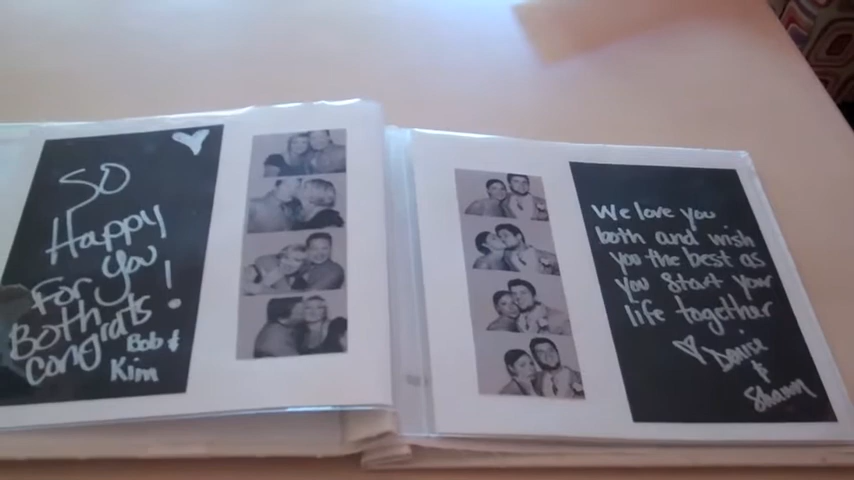 So
Happy
For You
Both!
congrats
Bob &
Kim
We love you
both and wish
you the best as
you start your
life together
Denise
&
Shawn